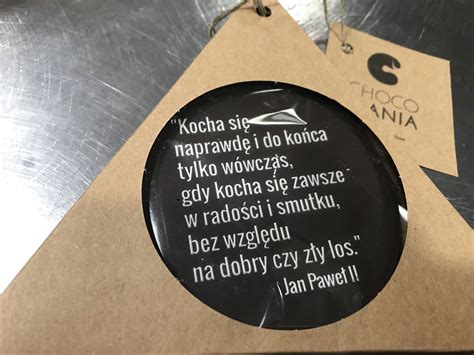 "Kocha się
naprawdę i do końca
tylko wówczas,
gdy kocha się zawsze
w radości i smutku,
bez względu
na dobry czy zły los."
Jan Paweł II
CHOCO
ANIA